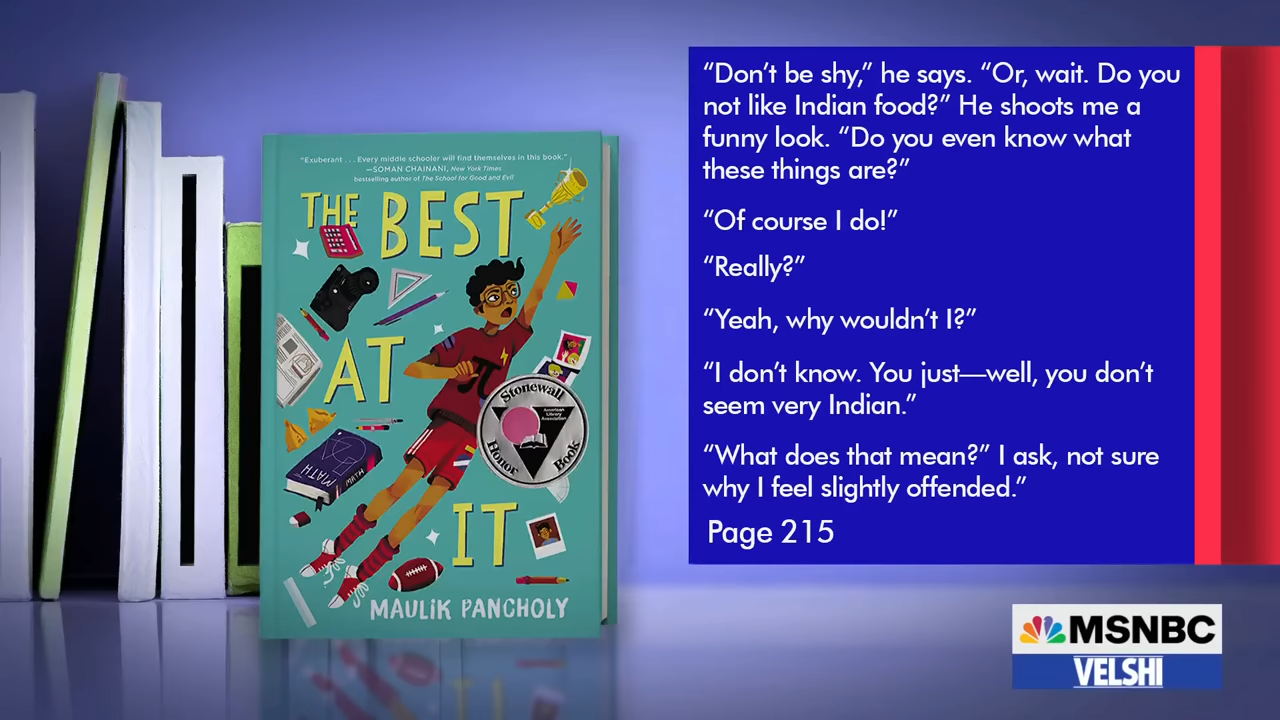 "Exuberant . . . Every middle schooler will find themselves in this book."
—SOMAN CHAINANI, New York Times
bestselling author of The School for Good and Evil
THE BEST
AT
IT
MATH
Stonewall
American
Library
Association
Honor
Book
MAULIK PANCHOLY
“Don’t be shy,” he says. “Or, wait. Do you
not like Indian food?” He shoots me a
funny look. “Do you even know what
these things are?”
“Of course I do!”
“Really?”
“Yeah, why wouldn’t I?”
“I don’t know. You just—well, you don’t
seem very Indian.”
“What does that mean?” I ask, not sure
why I feel slightly offended.”
Page 215
MSNBC
VELSHI